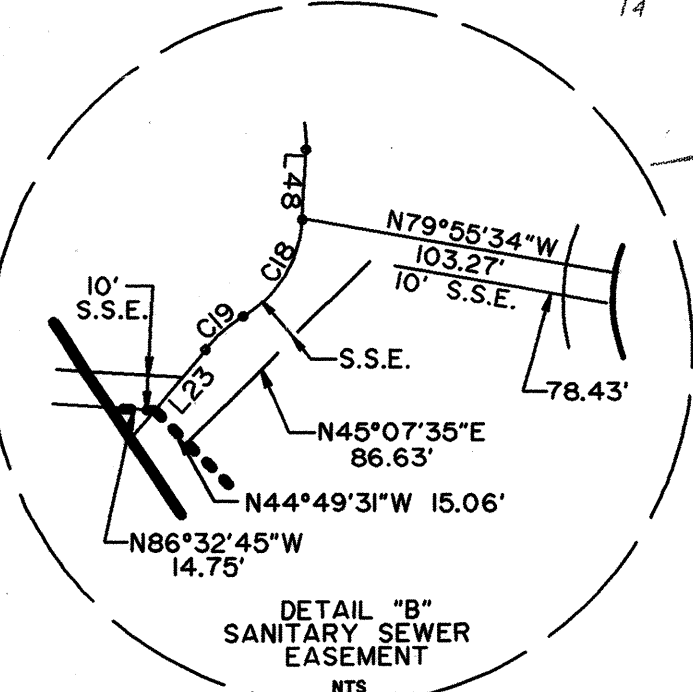 14
L48
N79°55'34"W
103.27'
10' S.S.E.
C18
10'
S.S.E.
C19
S.S.E.
78.43'
L23
N45°07'35"E
86.63'
N44°49'31"W 15.06'
N86°32'45"W
14.75'
DETAIL "B"
SANITARY SEWER
EASEMENT
NTS